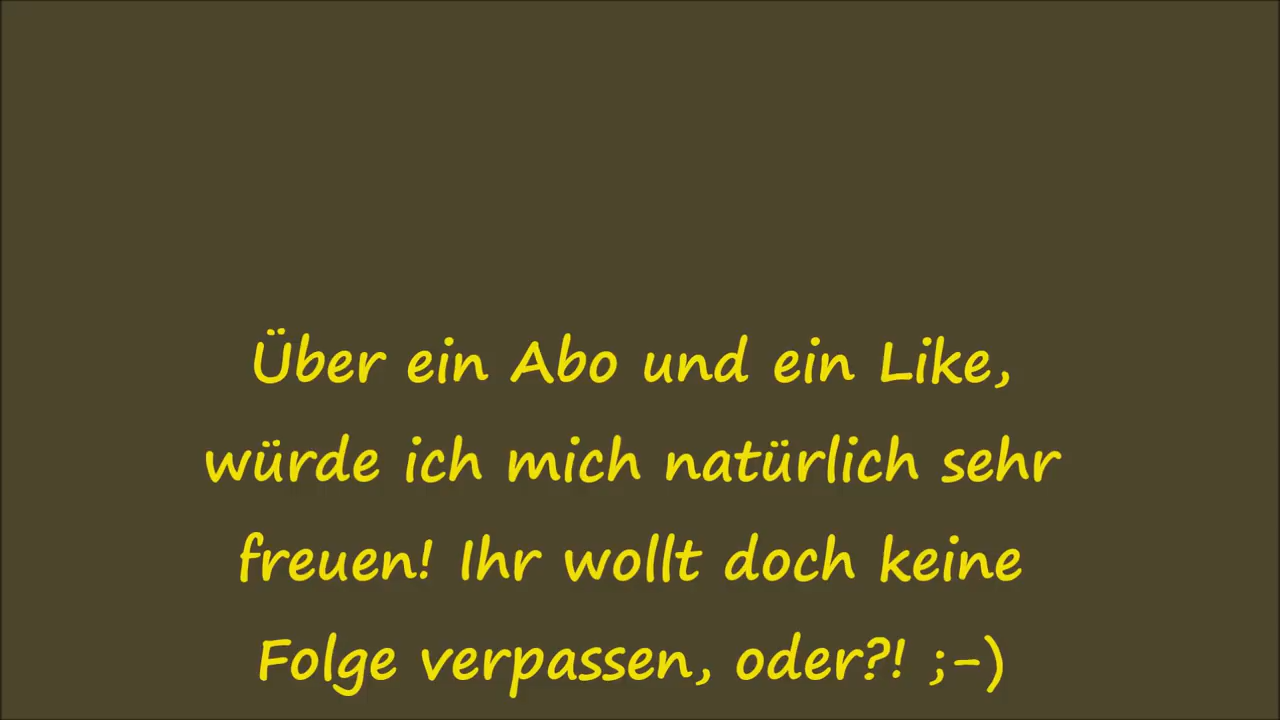 Über ein Abo und ein Like,
würde ich mich natürlich sehr
freuen! Ihr wollt doch keine
Folge verpassen, oder?! ;-)